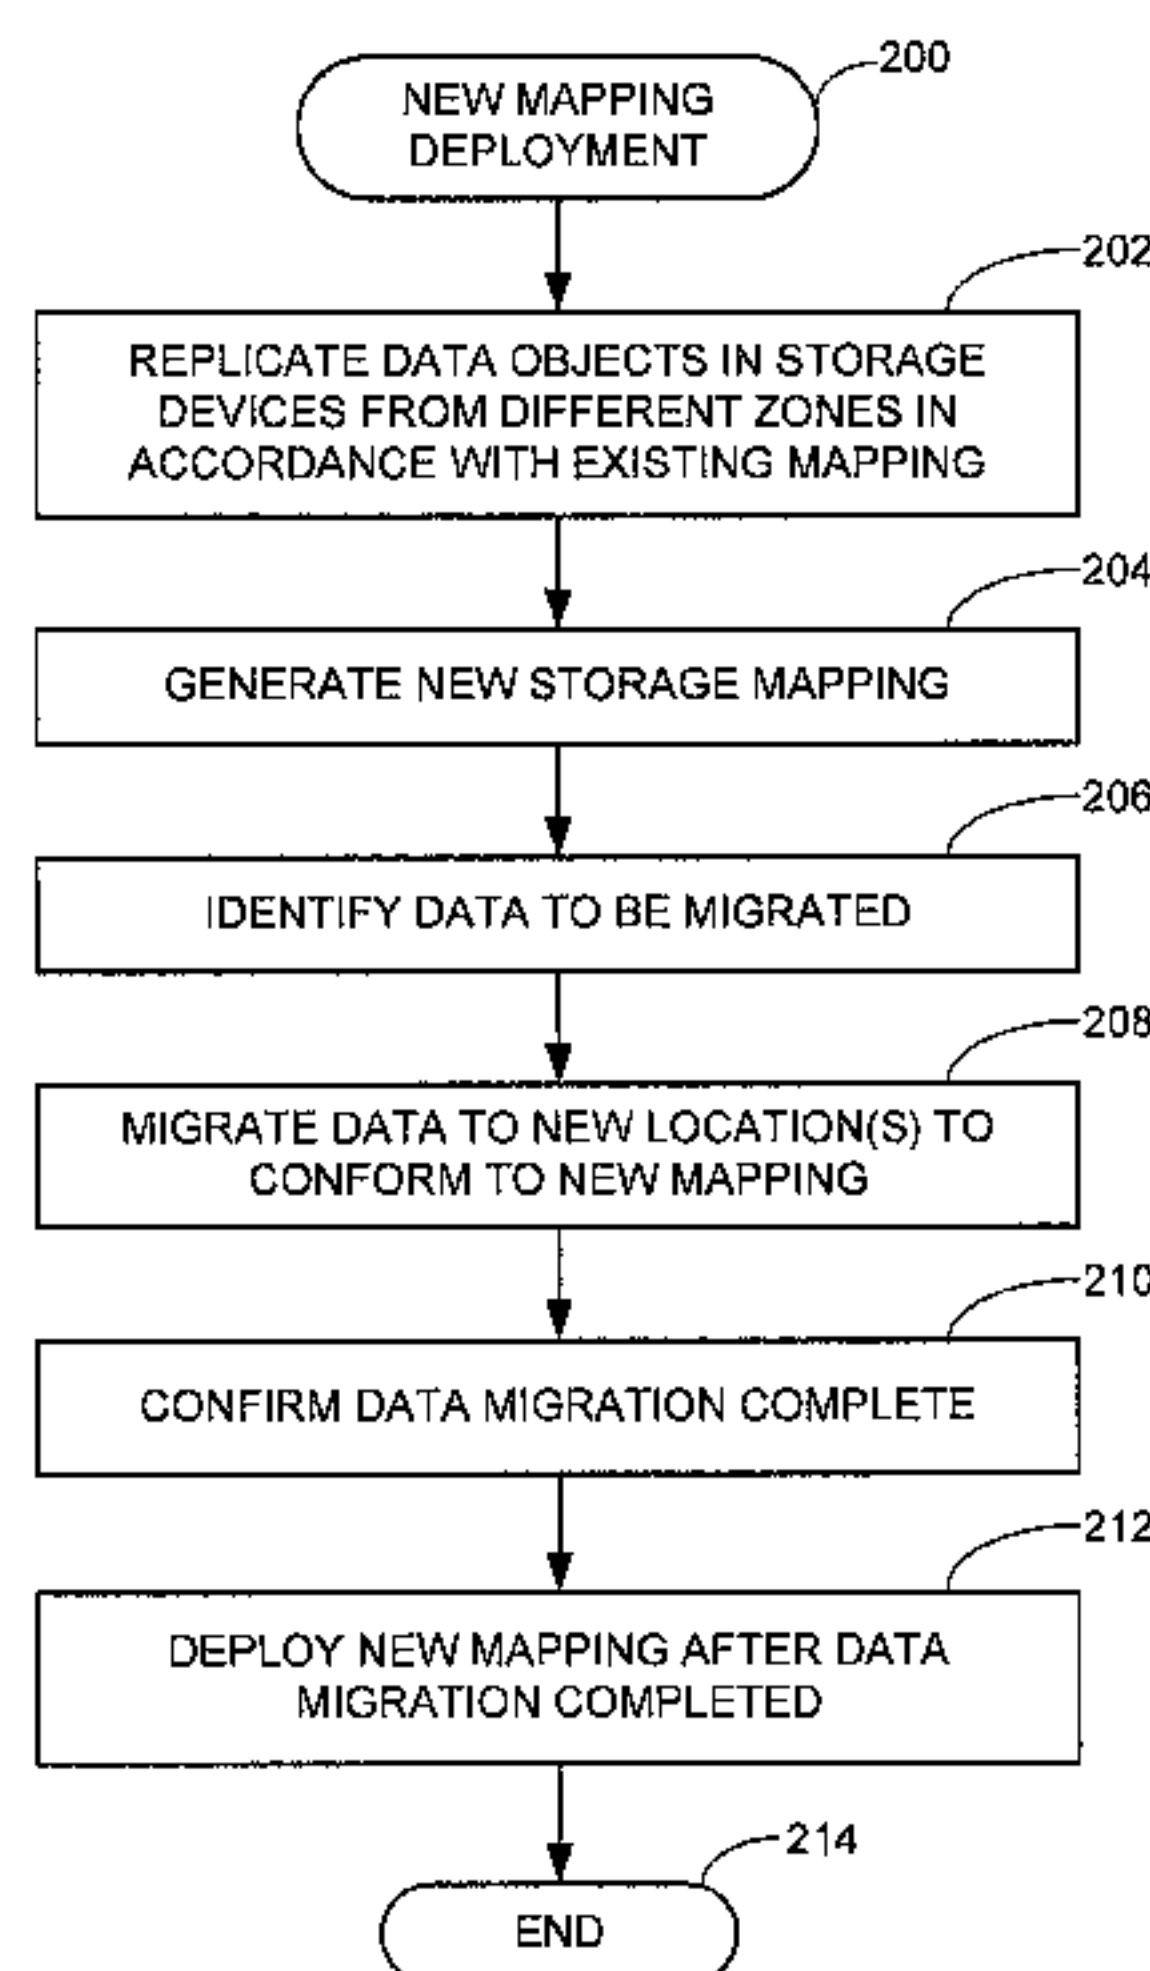 200
NEW MAPPING
DEPLOYMENT
202
REPLICATE DATA OBJECTS IN STORAGE
DEVICES FROM DIFFERENT ZONES IN
ACCORDANCE WITH EXISTING MAPPING
204
GENERATE NEW STORAGE MAPPING
206
IDENTIFY DATA TO BE MIGRATED
208
MIGRATE DATA TO NEW LOCATION(S) TO
CONFORM TO NEW MAPPING
210
CONFIRM DATA MIGRATION COMPLETE
212
DEPLOY NEW MAPPING AFTER DATA
MIGRATION COMPLETED
214
END